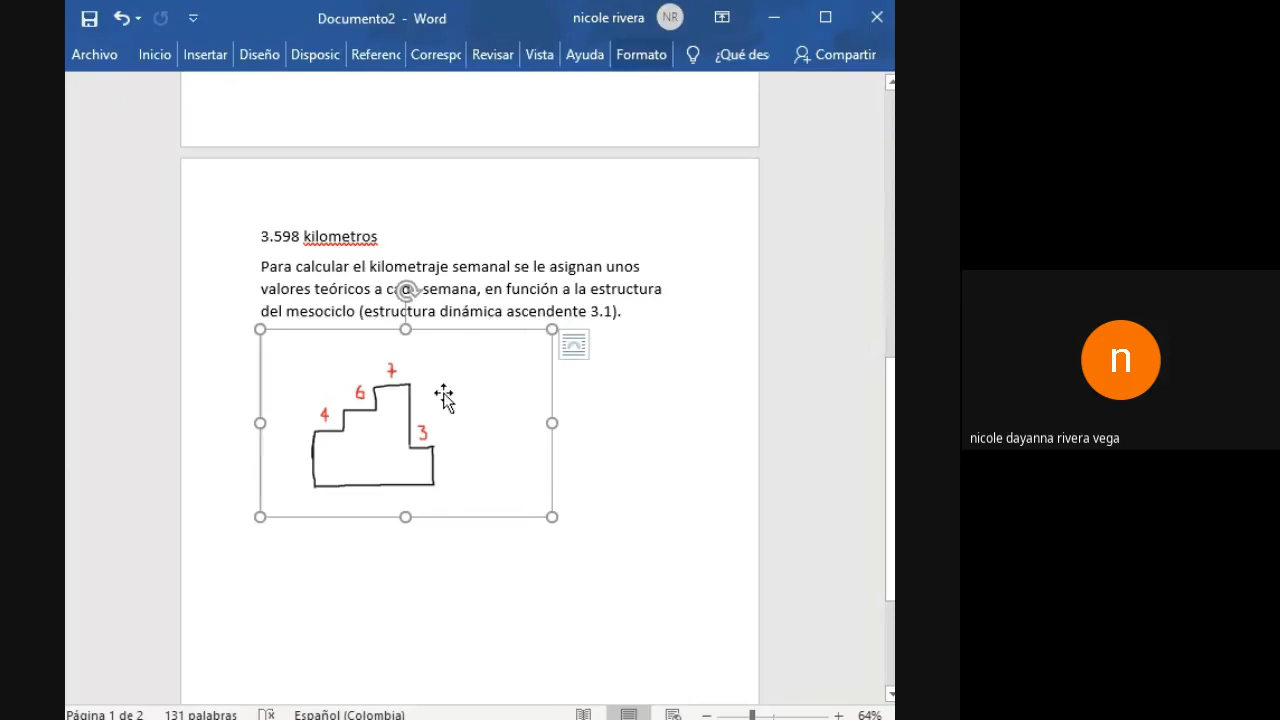 Documento2 - Word
nicole rivera
NR
Archivo
Inicio
Insertar
Diseño
Disposic
Referenc
Correspc
Revisar
Vista
Ayuda
Formato
¿Qué des
Compartir
3.598 kilometros
Para calcular el kilometraje semanal se le asignan unos
valores teóricos a cada semana, en función a la estructura
del mesociclo (estructura dinámica ascendente 3.1).
7
6
4
3
n
nicole dayanna rivera vega
Página 1 de 2
131 palabras
Español (Colombia)
64%